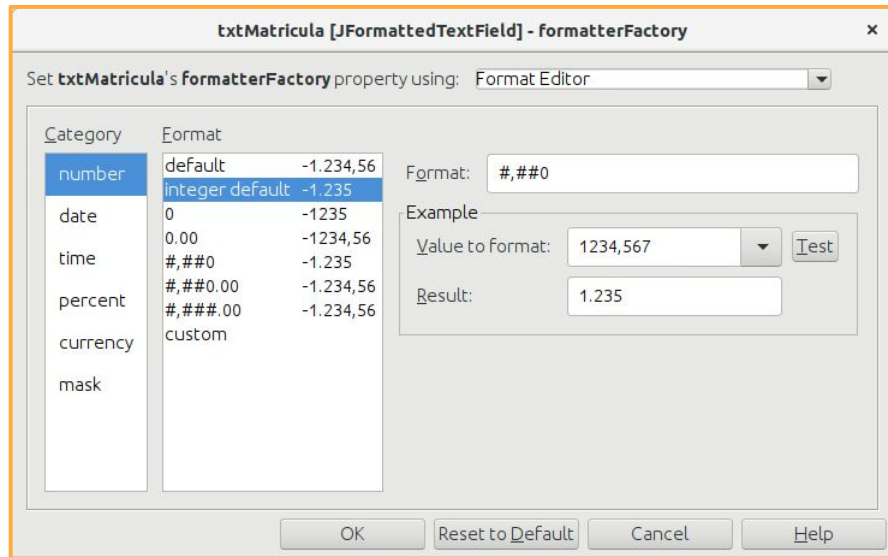 txtMatricula [JFormattedTextField] - formatterFactory ×
Set txtMatricula's formatterFactory property using: Format Editor
Category
number
date
time
percent
currency
mask
Format
default -1.234,56
integer default -1.235
0 -1235
0.00 -1234,56
#,##0 -1.235
#,##0.00 -1.234,56
#,###.00 -1.234,56
custom
Format: #,##0
Example
Value to format: 1234,567 Test
Result: 1.235
OK Reset to Default Cancel Help